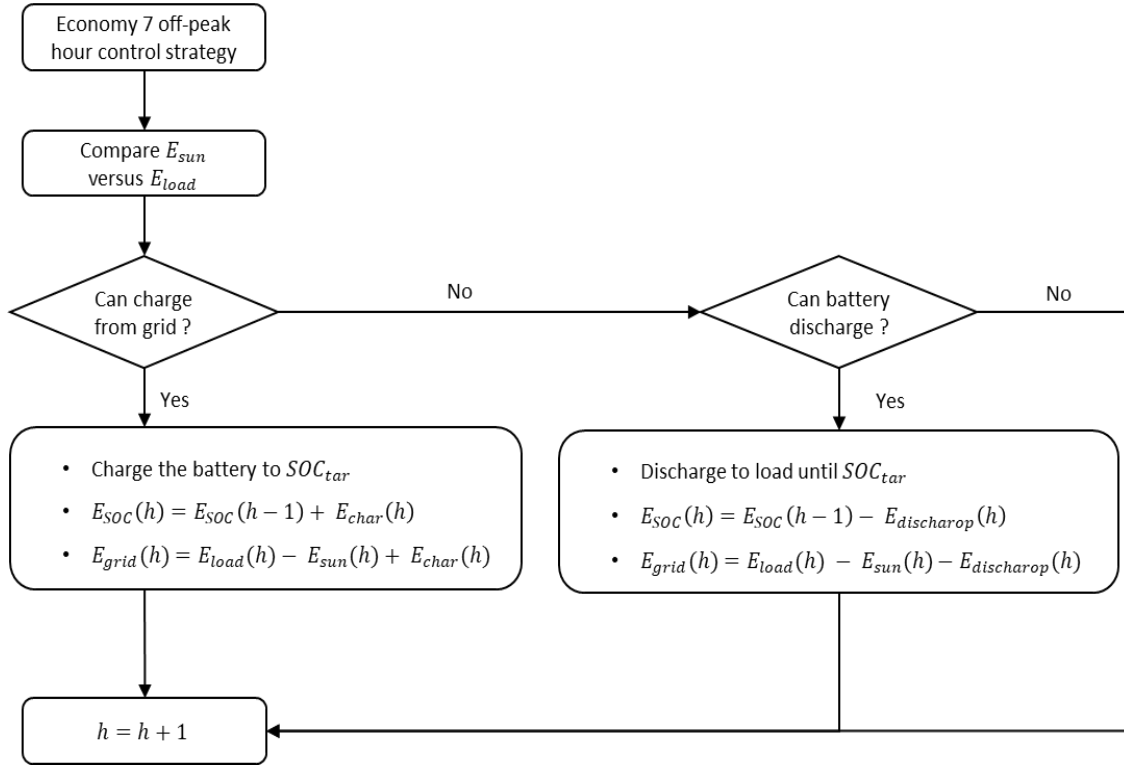 Economy 7 off-peak
hour control strategy
Compare E_sun
versus E_load
Can charge
from grid ?
No
Can battery
discharge ?
No
Yes
Yes
• Charge the battery to SOC_tar
• E_SOC(h) = E_SOC(h − 1) + E_char(h)
• E_grid(h) = E_load(h) − E_sun(h) + E_char(h)
• Discharge to load until SOC_tar
• E_SOC(h) = E_SOC(h − 1) − E_discharop(h)
• E_grid(h) = E_load(h) − E_sun(h) − E_discharop(h)
h = h + 1